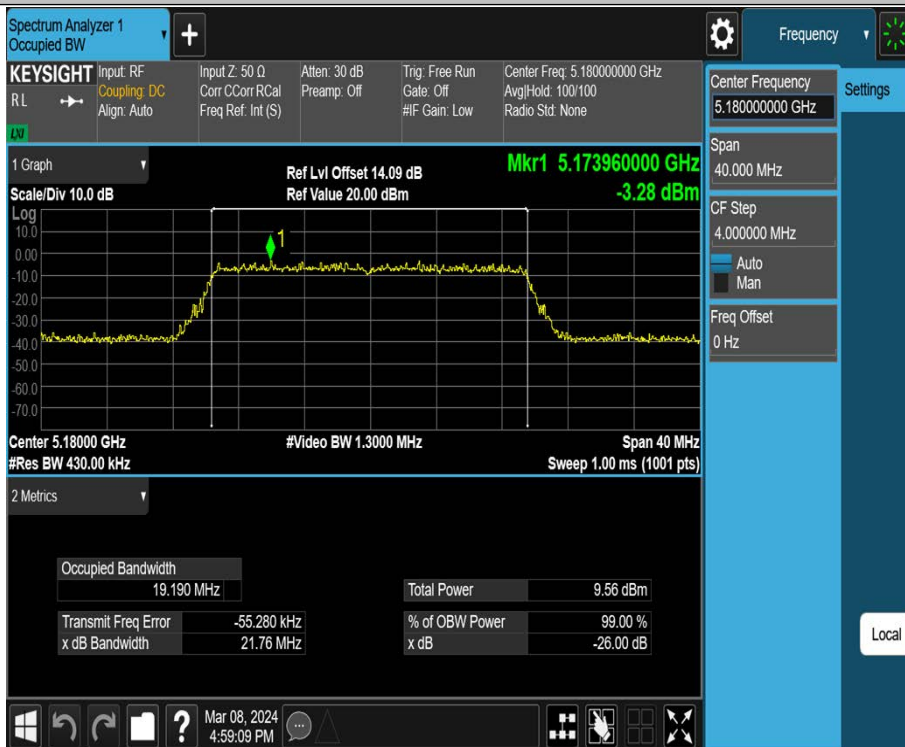 Spectrum Analyzer 1
Occupied BW
+
Frequency
KEYSIGHT
R L
LXI
Input: RF
Coupling: DC
Align: Auto
Input Z: 50 Ω
Corr CCorr RCal
Freq Ref: Int (S)
Atten: 30 dB
Preamp: Off
Trig: Free Run
Gate: Off
#IF Gain: Low
Center Freq: 5.180000000 GHz
Avg|Hold: 100/100
Radio Std: None
Center Frequency
5.180000000 GHz
Settings
Span
40.000 MHz
CF Step
4.000000 MHz
Auto
Man
Freq Offset
0 Hz
Local
1 Graph
Scale/Div 10.0 dB
Ref Lvl Offset 14.09 dB
Ref Value 20.00 dBm
Mkr1 5.173960000 GHz
-3.28 dBm
Log
10.0
0.00
-10.0
-20.0
-30.0
-40.0
-50.0
-60.0
-70.0
1
Center 5.18000 GHz
#Video BW 1.3000 MHz
Span 40 MHz
#Res BW 430.00 kHz
Sweep 1.00 ms (1001 pts)
2 Metrics
Occupied Bandwidth
19.190 MHz
Total Power 9.56 dBm
Transmit Freq Error -55.280 kHz
% of OBW Power 99.00 %
x dB Bandwidth 21.76 MHz
x dB -26.00 dB
?
Mar 08, 2024
4:59:09 PM